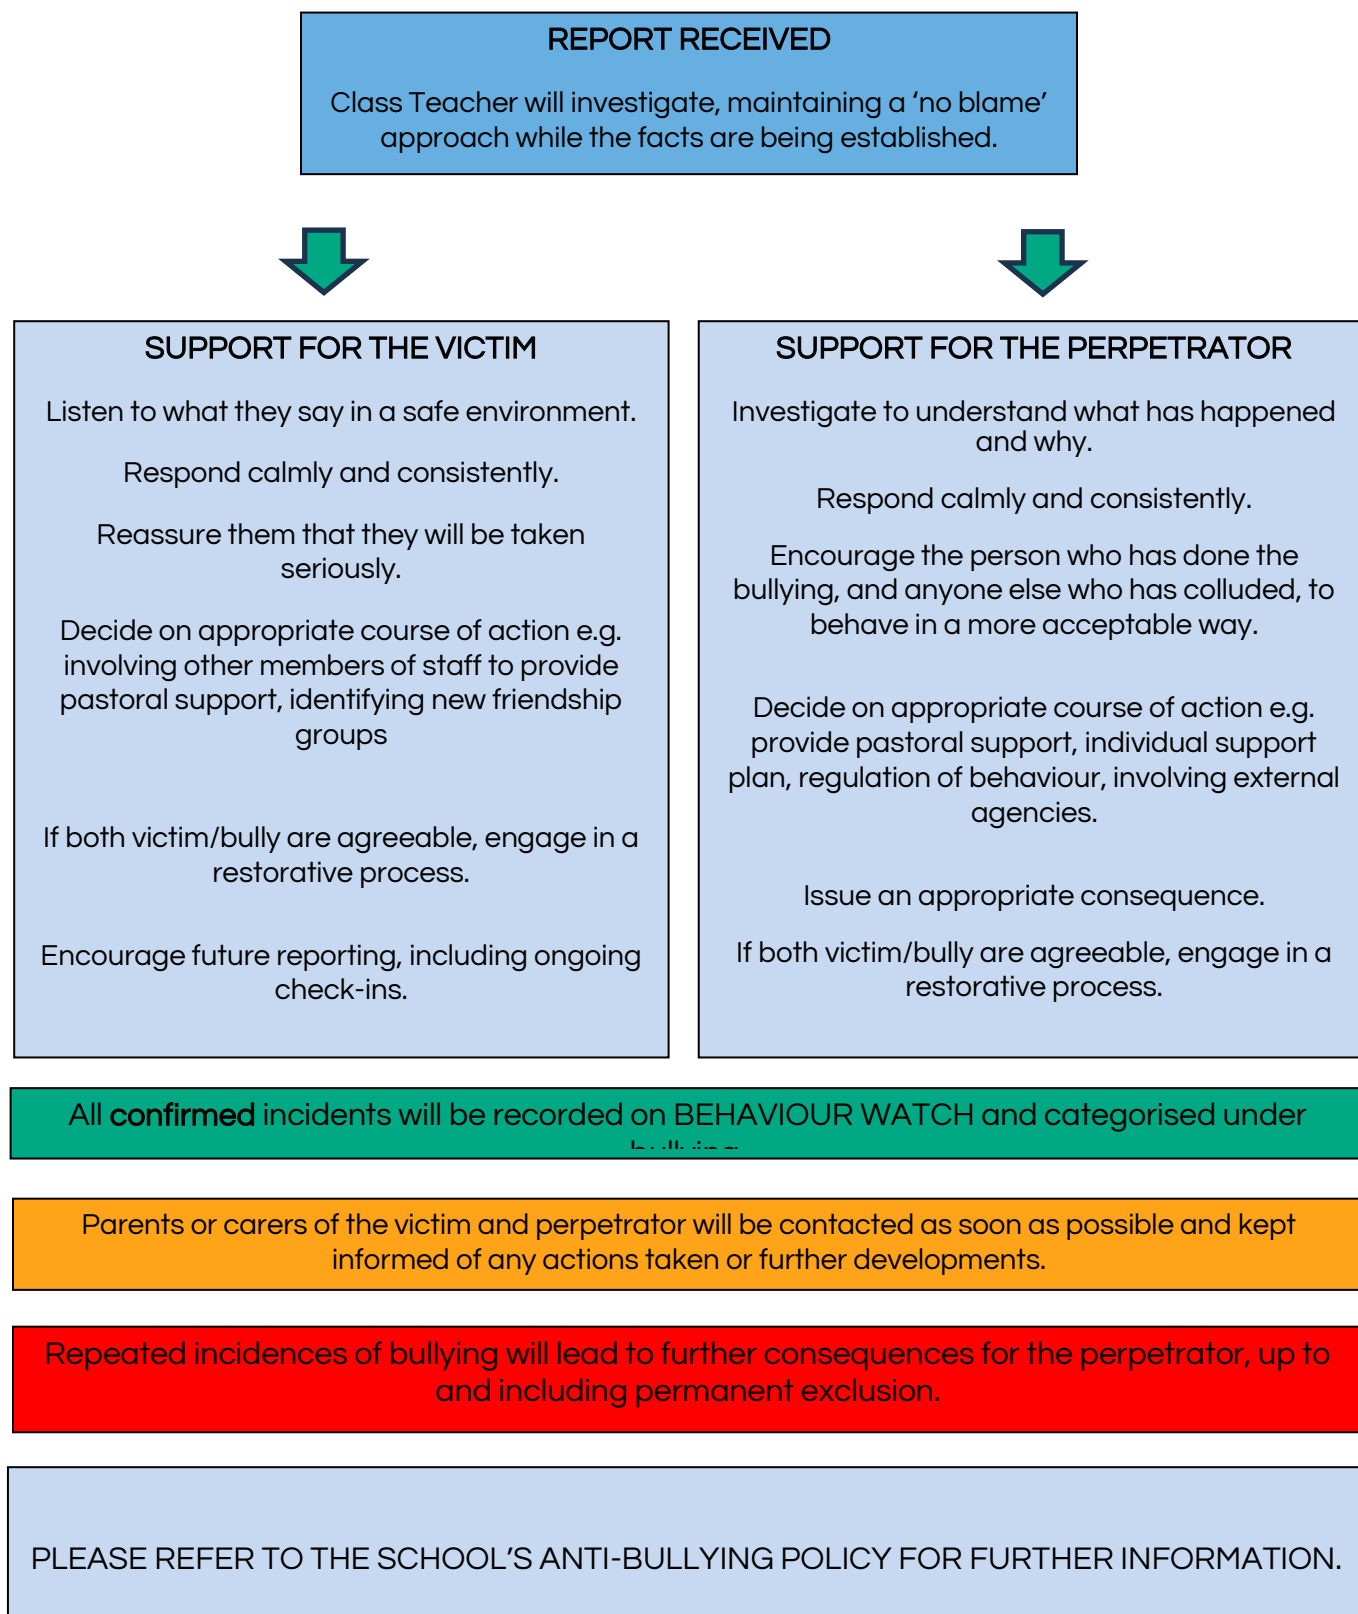 REPORT RECEIVED
Class Teacher will investigate, maintaining a ‘no blame’
approach while the facts are being established.
SUPPORT FOR THE VICTIM
Listen to what they say in a safe environment.
Respond calmly and consistently.
Reassure them that they will be taken
seriously.
Decide on appropriate course of action e.g.
involving other members of staff to provide
pastoral support, identifying new friendship
groups
If both victim/bully are agreeable, engage in a
restorative process.
Encourage future reporting, including ongoing
check-ins.
SUPPORT FOR THE PERPETRATOR
Investigate to understand what has happened
and why.
Respond calmly and consistently.
Encourage the person who has done the
bullying, and anyone else who has colluded, to
behave in a more acceptable way.
Decide on appropriate course of action e.g.
provide pastoral support, individual support
plan, regulation of behaviour, involving external
agencies.
Issue an appropriate consequence.
If both victim/bully are agreeable, engage in a
restorative process.
All confirmed incidents will be recorded on BEHAVIOUR WATCH and categorised under
bullying
Parents or carers of the victim and perpetrator will be contacted as soon as possible and kept
informed of any actions taken or further developments.
Repeated incidences of bullying will lead to further consequences for the perpetrator, up to
and including permanent exclusion.
PLEASE REFER TO THE SCHOOL’S ANTI-BULLYING POLICY FOR FURTHER INFORMATION.